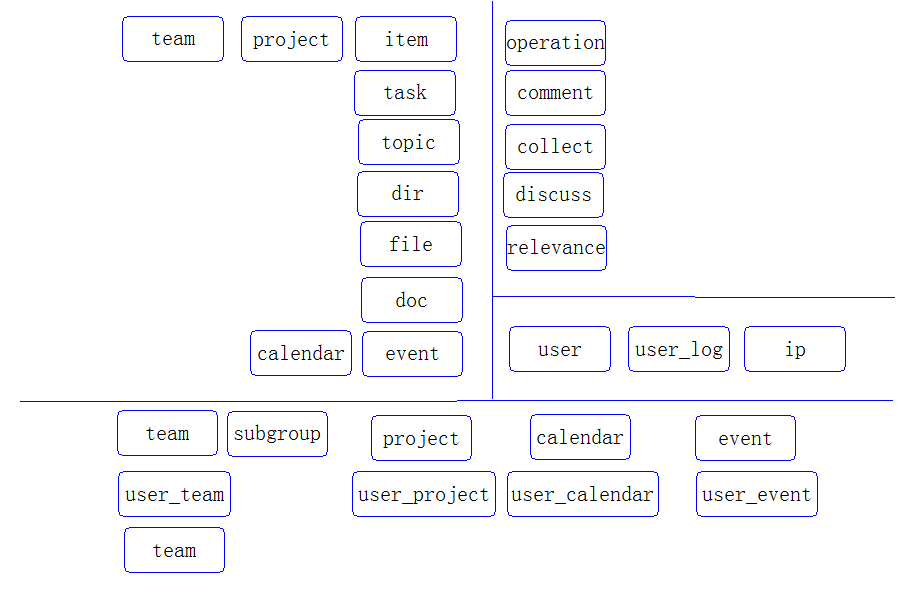 team project item
task
topic
dir
file
doc
calendar event
operation
comment
collect
discuss
relevance
user user_log ip
team subgroup project calendar event
user_team user_project user_calendar user_event
team